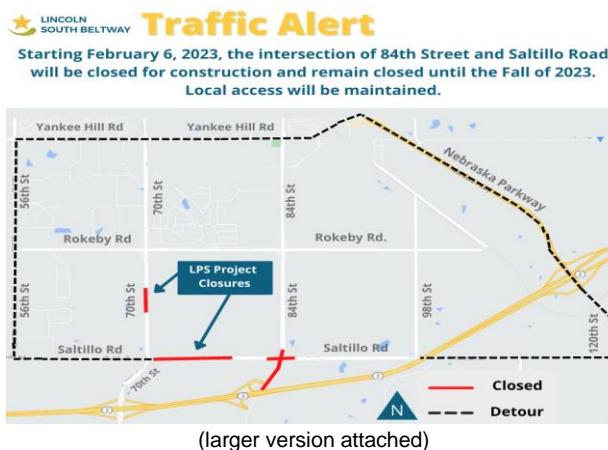 LINCOLN
SOUTH BELTWAY
Traffic Alert
Starting February 6, 2023, the intersection of 84th Street and Saltillo Road
will be closed for construction and remain closed until the Fall of 2023.
Local access will be maintained.
Yankee Hill Rd
Yankee Hill Rd
Nebraska Parkway
56th St
70th St
84th St
Rokeby Rd
Rokeby Rd.
LPS Project
Closures
56th St
70th St
84th St
98th St
120th St
Saltillo Rd
Saltillo Rd
70th St
2
2
2
2
Closed
N
Detour
(larger version attached)